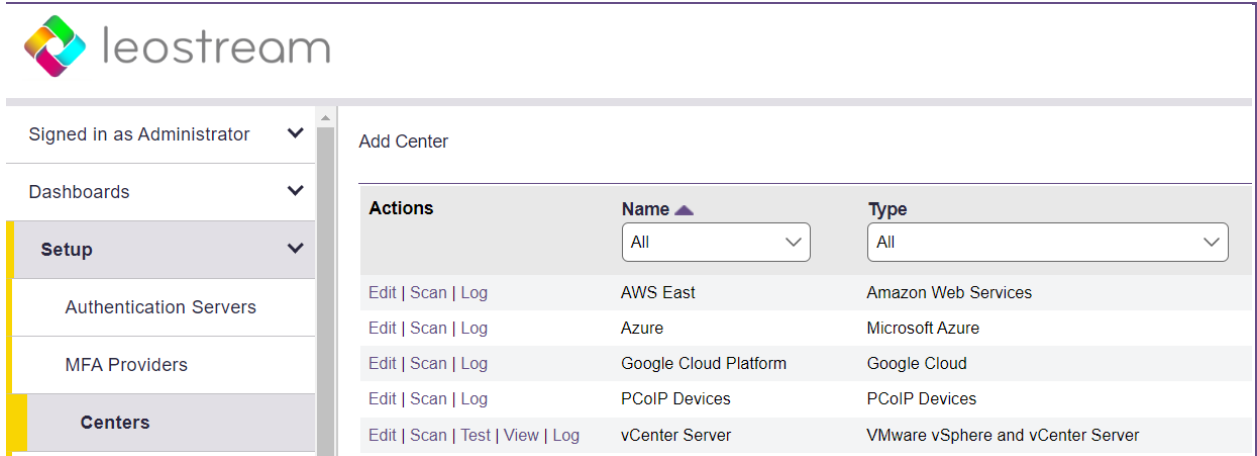 leostream
Signed in as Administrator
Dashboards
Setup
Authentication Servers
MFA Providers
Centers
Add Center
Actions Name Type
All All
Edit | Scan | Log AWS East Amazon Web Services
Edit | Scan | Log Azure Microsoft Azure
Edit | Scan | Log Google Cloud Platform Google Cloud
Edit | Scan | Log PCoIP Devices PCoIP Devices
Edit | Scan | Test | View | Log vCenter Server VMware vSphere and vCenter Server